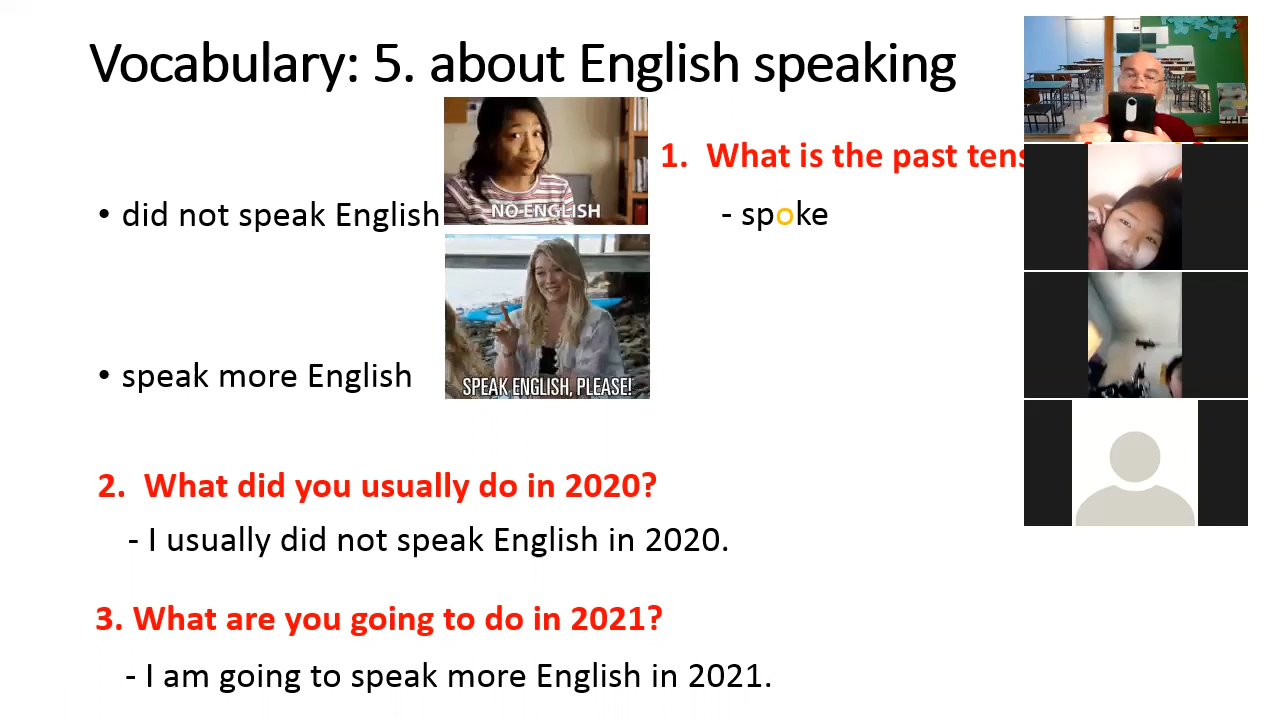 Vocabulary: 5. about English speaking
• did not speak English
NO ENGLISH
1. What is the past
- spoke
• speak more English
SPEAK ENGLISH, PLEASE!
2. What did you usually do in 2020?
- I usually did not speak English in 2020.
3. What are you going to do in 2021?
- I am going to speak more English in 2021.